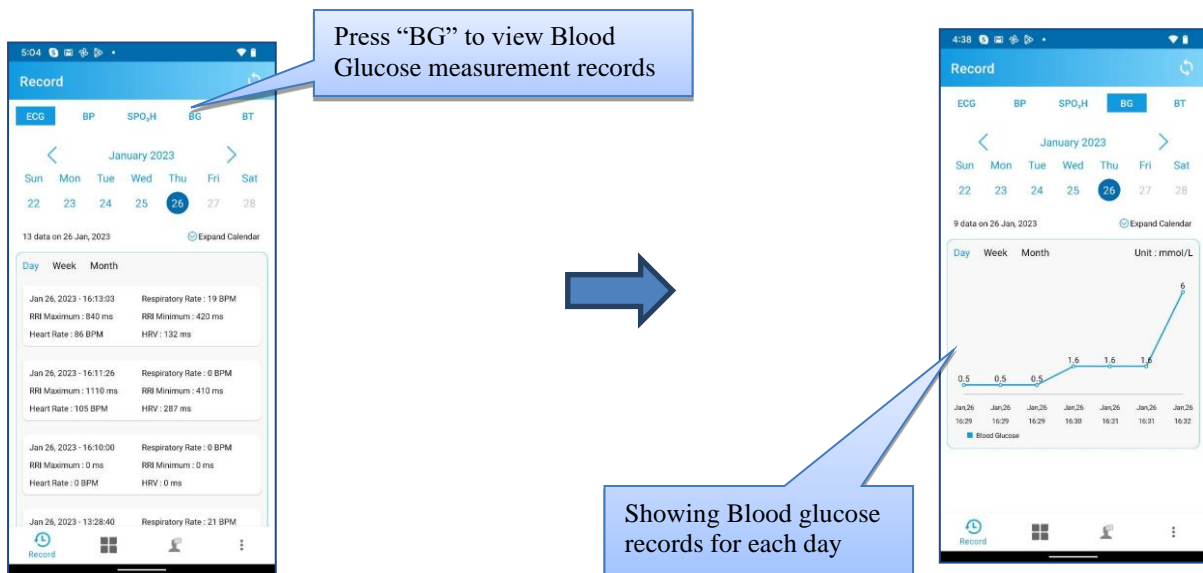 Press “BG” to view Blood
Glucose measurement records
5:04
Record
ECG BP SPO₂H BG BT
January 2023
Sun Mon Tue Wed Thu Fri Sat
22 23 24 25 26 27 28
13 data on 26 Jan, 2023 Expand Calendar
Day Week Month
Jan 26, 2023 - 16:13:03 Respiratory Rate : 19 BPM
RRI Maximum : 840 ms RRI Minimum : 420 ms
Heart Rate : 86 BPM HRV : 132 ms
Jan 26, 2023 - 16:11:26 Respiratory Rate : 0 BPM
RRI Maximum : 1110 ms RRI Minimum : 410 ms
Heart Rate : 105 BPM HRV : 287 ms
Jan 26, 2023 - 16:10:00 Respiratory Rate : 0 BPM
RRI Maximum : 0 ms RRI Minimum : 0 ms
Heart Rate : 0 BPM HRV : 0 ms
Jan 26, 2023 - 13:28:40 Respiratory Rate : 21 BPM
Record
4:38
Record
ECG BP SPO₂H BG BT
January 2023
Sun Mon Tue Wed Thu Fri Sat
22 23 24 25 26 27 28
9 data on 26 Jan, 2023 Expand Calendar
Day Week Month Unit : mmol/L
6
1.6 1.6 1.6
0.5 0.5 0.5
Jan,26 Jan,26 Jan,26 Jan,26 Jan,26 Jan,26 Jan,26
16:29 16:29 16:29 16:30 16:31 16:31 16:32
Blood Glucose
Record
Showing Blood glucose
records for each day